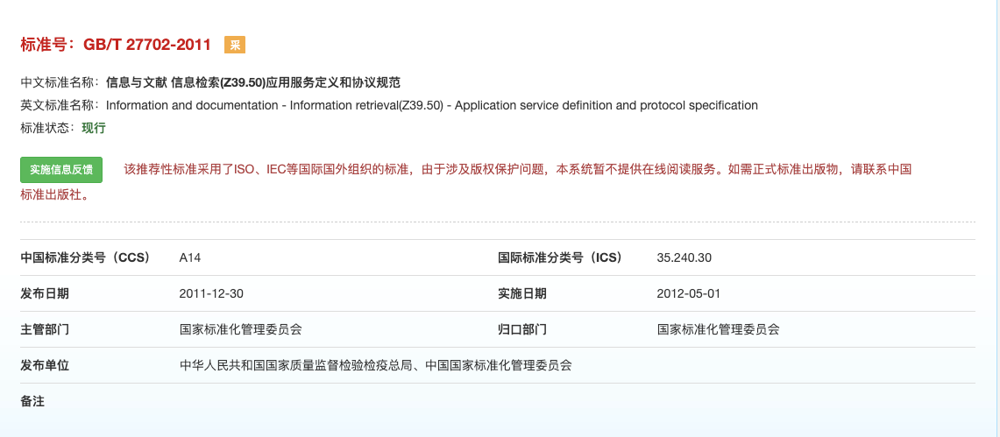 标准号：GB/T 27702-2011 采
中文标准名称：信息与文献 信息检索(Z39.50)应用服务定义和协议规范
英文标准名称：Information and documentation - Information retrieval(Z39.50) - Application service definition and protocol specification
标准状态：现行
实施信息反馈 该推荐性标准采用了ISO、IEC等国际国外组织的标准，由于涉及版权保护问题，本系统暂不提供在线阅读服务。如需正式标准出版物，请联系中国
标准出版社。
中国标准分类号（CCS） A14 国际标准分类号（ICS） 35.240.30
发布日期 2011-12-30 实施日期 2012-05-01
主管部门 国家标准化管理委员会 归口部门 国家标准化管理委员会
发布单位 中华人民共和国国家质量监督检验检疫总局、中国国家标准化管理委员会
备注